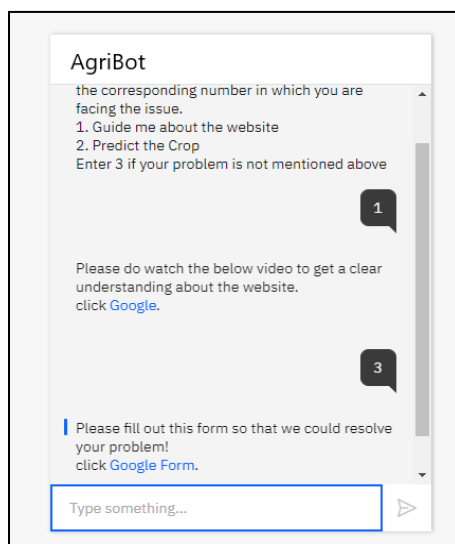 AgriBot
the corresponding number in which you are
facing the issue.
1. Guide me about the website
2. Predict the Crop
Enter 3 if your problem is not mentioned above
1
Please do watch the below video to get a clear
understanding about the website.
click Google.
3
Please fill out this form so that we could resolve
your problem!
click Google Form.
Type something...